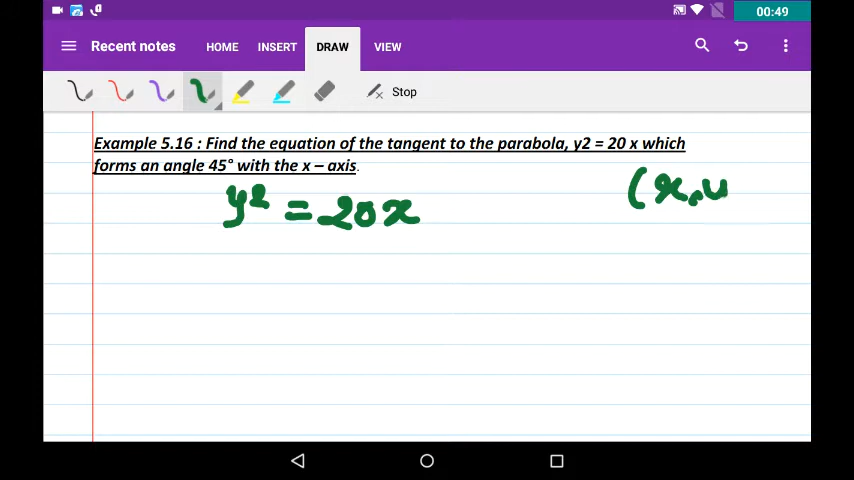 00:49
Recent notes HOME INSERT DRAW VIEW
Stop
Example 5.16 : Find the equation of the tangent to the parabola, y2 = 20 x which
forms an angle 45° with the x – axis.
y2 = 20x
(x,